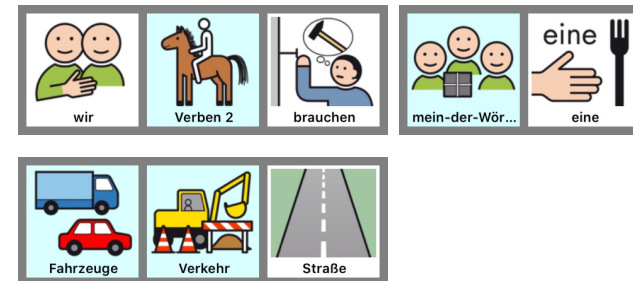 eine
wir Verben 2 brauchen mein-der-Wör... eine
Fahrzeuge Verkehr Straße